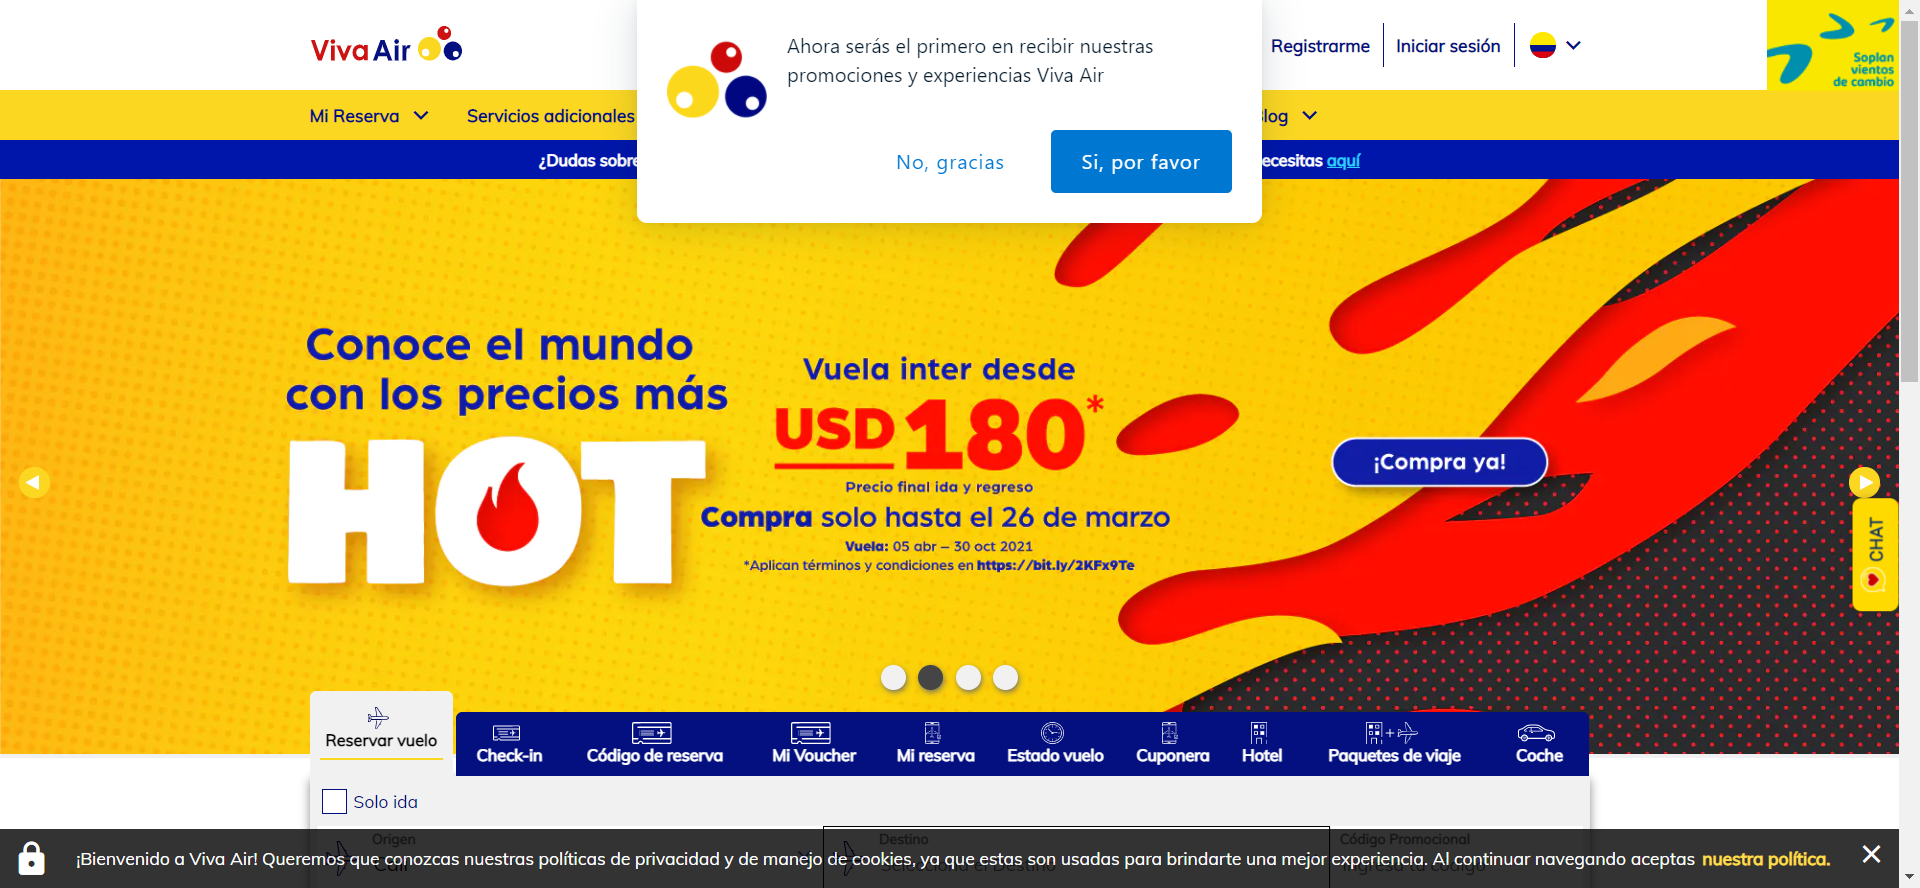 Viva Air
Ahora serás el primero en recibir nuestras
promociones y experiencias Viva Air
No, gracias
Si, por favor
Registrarme
Iniciar sesión
Soplan
vientos
de cambio
Mi Reserva
Servicios adicionales
¿Dudas sobre
aquí
Conoce el mundo
con los precios más
HOT
Vuela inter desde
USD 180*
Precio final ida y regreso
Compra solo hasta el 26 de marzo
Vuela: 05 abr – 30 oct 2021
*Aplican términos y condiciones en https://bit.ly/2KFx9Te
¡Compra ya!
CHAT
Reservar vuelo
Check-in
Código de reserva
Mi Voucher
Mi reserva
Estado vuelo
Cuponera
Hotel
Paquetes de viaje
Coche
Solo ida
Origen
Destino
Código Promocional
¡Bienvenido a Viva Air! Queremos que conozcas nuestras políticas de privacidad y de manejo de cookies, ya que estas son usadas para brindarte una mejor experiencia. Al continuar navegando aceptas nuestra política.